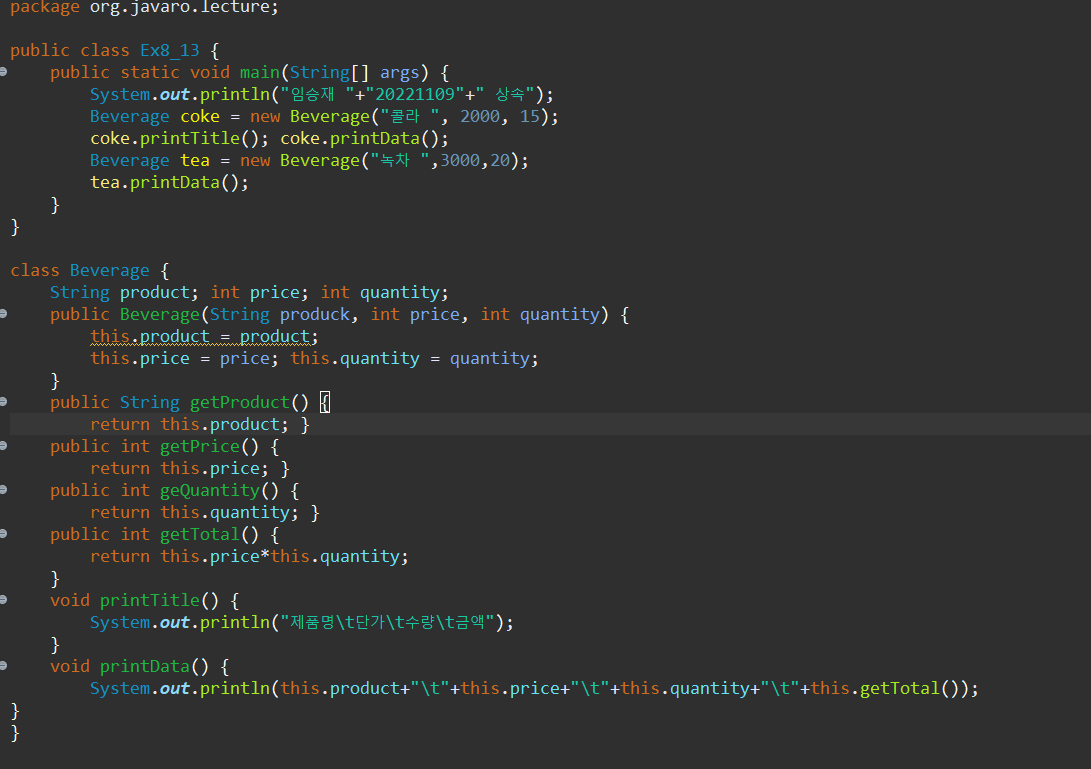 package org.javaro.lecture;
public class Ex8_13 {
public static void main(String[] args) {
System.out.println("임승재 "+"20221109"+" 상속");
Beverage coke = new Beverage("콜라 ", 2000, 15);
coke.printTitle(); coke.printData();
Beverage tea = new Beverage("녹차 ",3000,20);
tea.printData();
}
}
class Beverage {
String product; int price; int quantity;
public Beverage(String produck, int price, int quantity) {
this.product = product;
this.price = price; this.quantity = quantity;
}
public String getProduct() {
return this.product; }
public int getPrice() {
return this.price; }
public int geQuantity() {
return this.quantity; }
public int getTotal() {
return this.price*this.quantity;
}
void printTitle() {
System.out.println("제품명\t단가\t수량\t금액");
}
void printData() {
System.out.println(this.product+"\t"+this.price+"\t"+this.quantity+"\t"+this.getTotal());
}
}